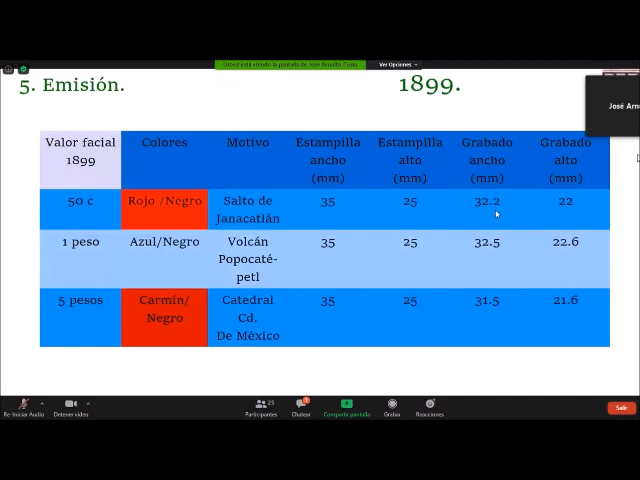 Usted está viendo la pantalla de José Arnulfo
Ver Opciones
5. Emisión.
1899.
José Arnu
Valor facial
1899
Colores
Motivo
Estampilla
ancho
(mm)
Estampilla
alto
(mm)
Grabado
ancho
(mm)
Grabado
alto
(mm)
50 c
Rojo /Negro
Salto de
Janacatlán
35
25
32.2
22
1 peso
Azul/Negro
Volcán
Popocaté-
petl
35
25
32.5
22.6
5 pesos
Carmín/
Negro
Catedral
Cd.
De México
35
25
31.5
21.6
Re-Iniciar Audio
Detener video
25
Participantes
Chatear
Compartir pantalla
Grabar
Reacciones
Salir